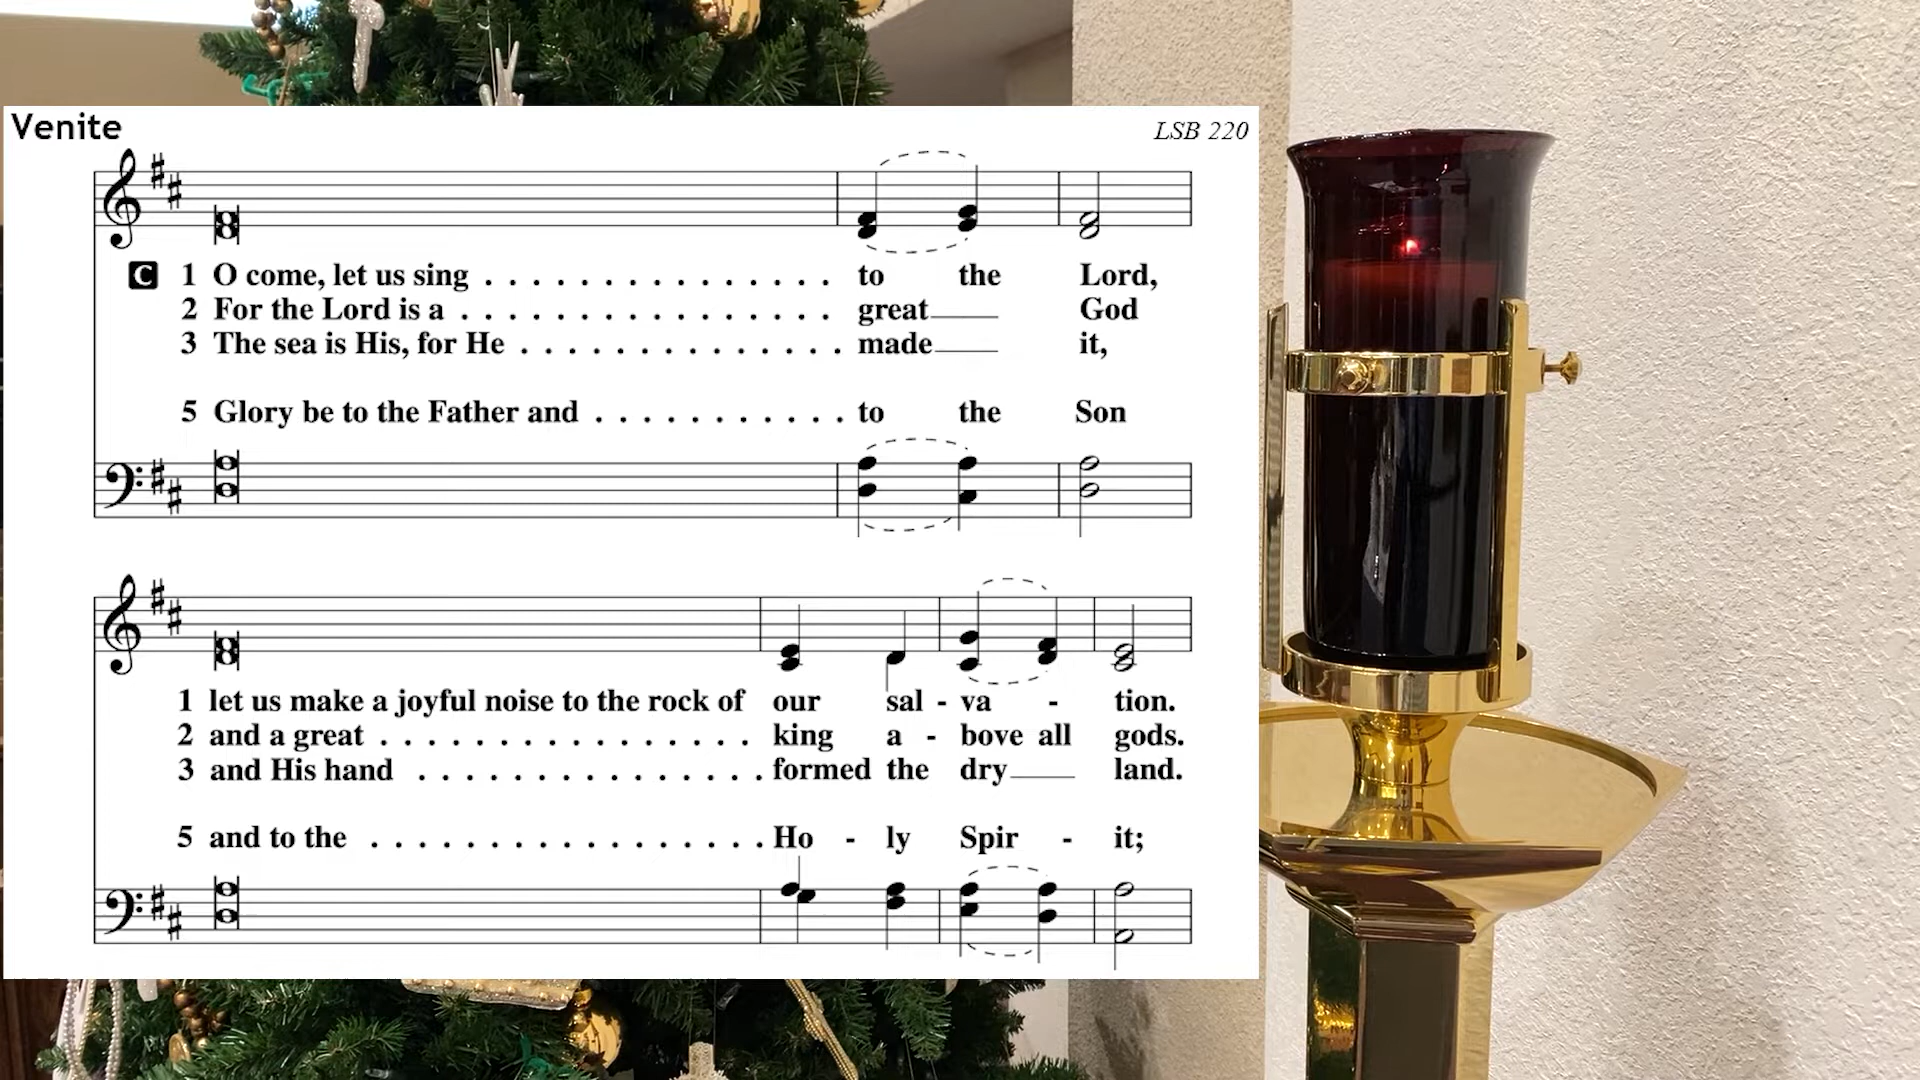 Venite LSB 220
C 1 O come, let us sing . . . . . . . . . . . . . . . to the Lord,
2 For the Lord is a . . . . . . . . . . . . . . . . great____ God
3 The sea is His, for He . . . . . . . . . . . . . . made____ it,
5 Glory be to the Father and . . . . . . . . . . . to the Son
1 let us make a joyful noise to the rock of our sal - va - tion.
2 and a great . . . . . . . . . . . . . . . . king a - bove all gods.
3 and His hand . . . . . . . . . . . . . . . formed the dry____ land.
5 and to the . . . . . . . . . . . . . . . . . Ho - ly Spir - it;